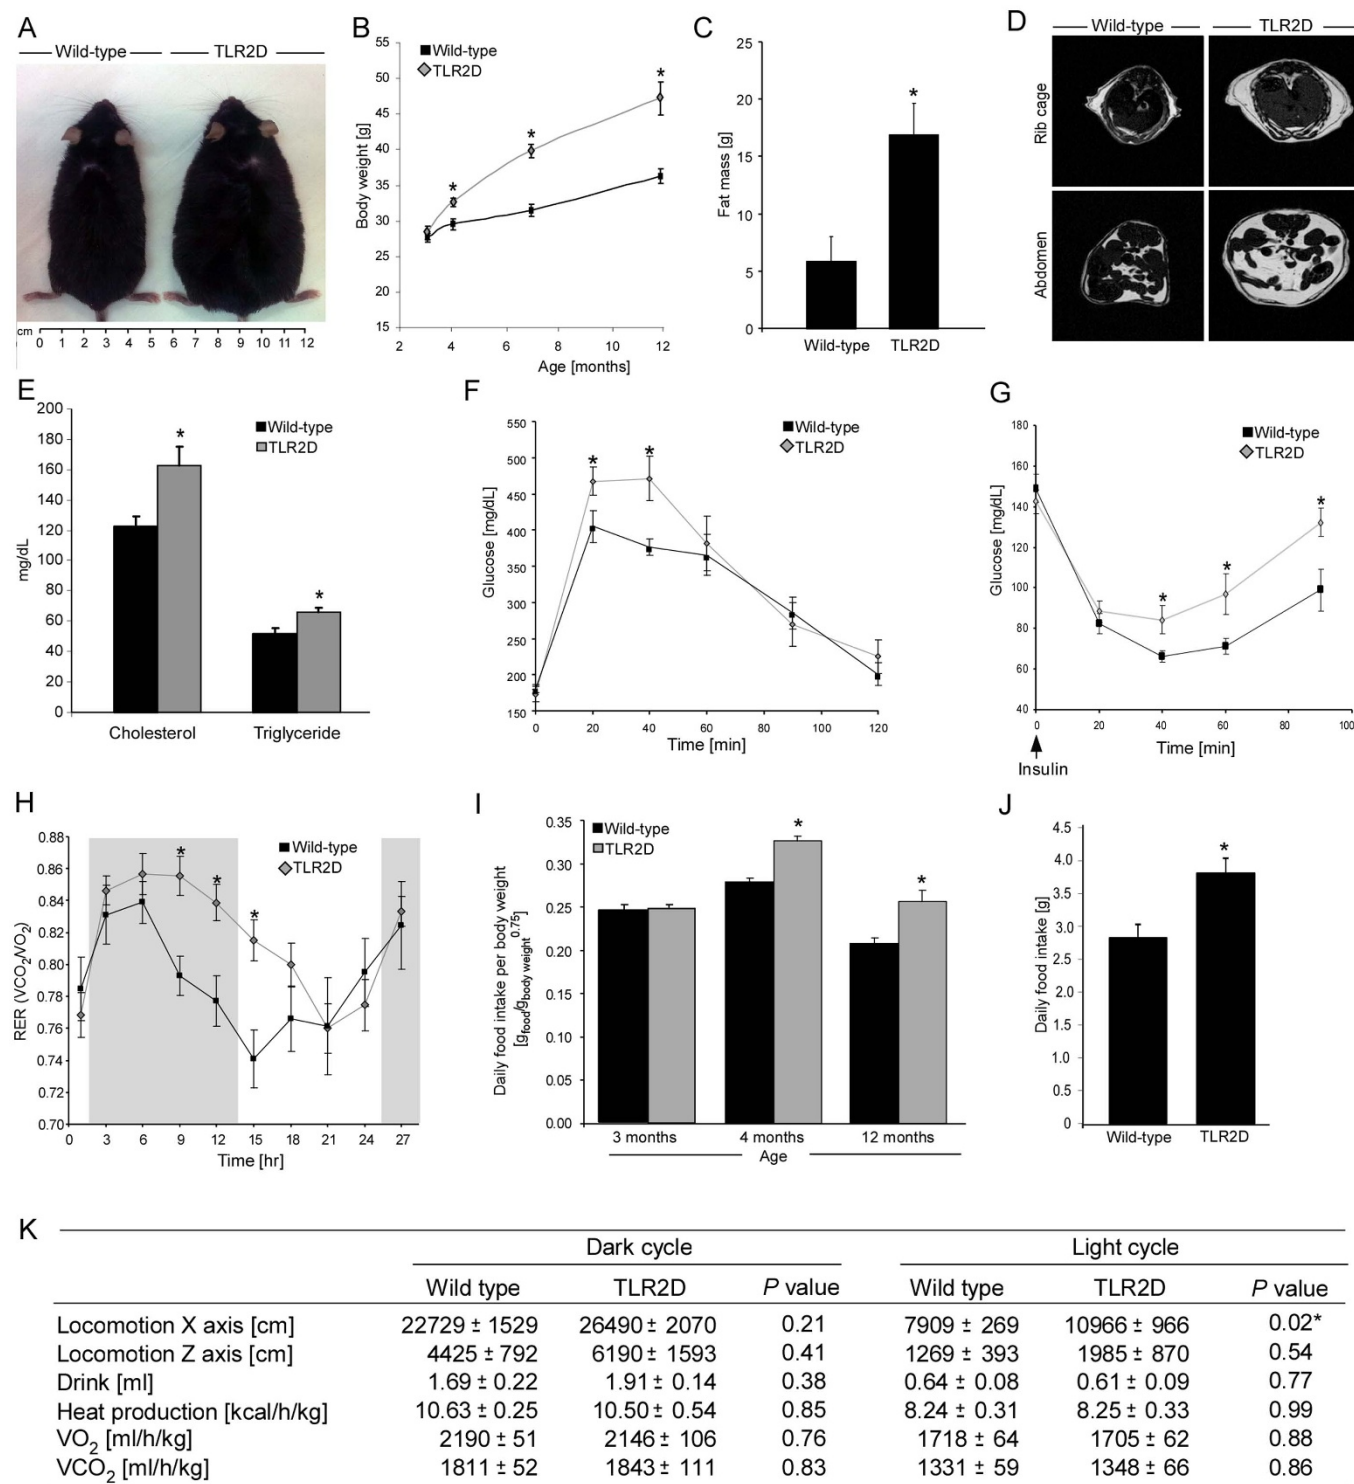 A
Wild-type TLR2D
cm 0 1 2 3 4 5 6 7 8 9 10 11 12
B
Body weight [g]
55
50
45
40
35
30
25
20
15
Wild-type
TLR2D
* * *
2 4 6 8 10 12
Age [months]
C
Fat mass [g]
25
20
15
10
5
0
*
Wild-type TLR2D
D
Wild-type TLR2D
Rib cage
Abdomen
E
mg/dL
200
180
160
140
120
100
80
60
40
20
0
Wild-type
TLR2D
* *
Cholesterol Triglyceride
F
Glucose [mg/dL]
550
500
450
400
350
300
250
200
150
Wild-type
TLR2D
* *
0 20 40 60 80 100 120
Time [min]
G
Glucose [mg/dL]
180
160
140
120
100
80
60
40
Wild-type
TLR2D
* * *
0 20 40 60 80 100
Time [min]
Insulin
H
RER (VCO2/VO2)
0.88
0.86
0.84
0.82
0.80
0.78
0.76
0.74
0.72
0.70
Wild-type
TLR2D
* * *
0 3 6 9 12 15 18 21 24 27
Time [hr]
I
Daily food intake per body weight
[gfood/gbody weight0.75]
0.35
0.30
0.25
0.20
0.15
0.10
0.05
0.00
Wild-type
TLR2D
* *
3 months 4 months 12 months
Age
J
Daily food intake [g]
4.5
4.0
3.5
3.0
2.5
2.0
1.5
1.0
0.5
0
*
Wild-type TLR2D
K
Dark cycle Light cycle
Wild type TLR2D P value Wild type TLR2D P value
Locomotion X axis [cm] 22729 ± 1529 26490 ± 2070 0.21 7909 ± 269 10966 ± 966 0.02*
Locomotion Z axis [cm] 4425 ± 792 6190 ± 1593 0.41 1269 ± 393 1985 ± 870 0.54
Drink [ml] 1.69 ± 0.22 1.91 ± 0.14 0.38 0.64 ± 0.08 0.61 ± 0.09 0.77
Heat production [kcal/h/kg] 10.63 ± 0.25 10.50 ± 0.54 0.85 8.24 ± 0.31 8.25 ± 0.33 0.99
VO2 [ml/h/kg] 2190 ± 51 2146 ± 106 0.76 1718 ± 64 1705 ± 62 0.88
VCO2 [ml/h/kg] 1811 ± 52 1843 ± 111 0.83 1331 ± 59 1348 ± 66 0.86